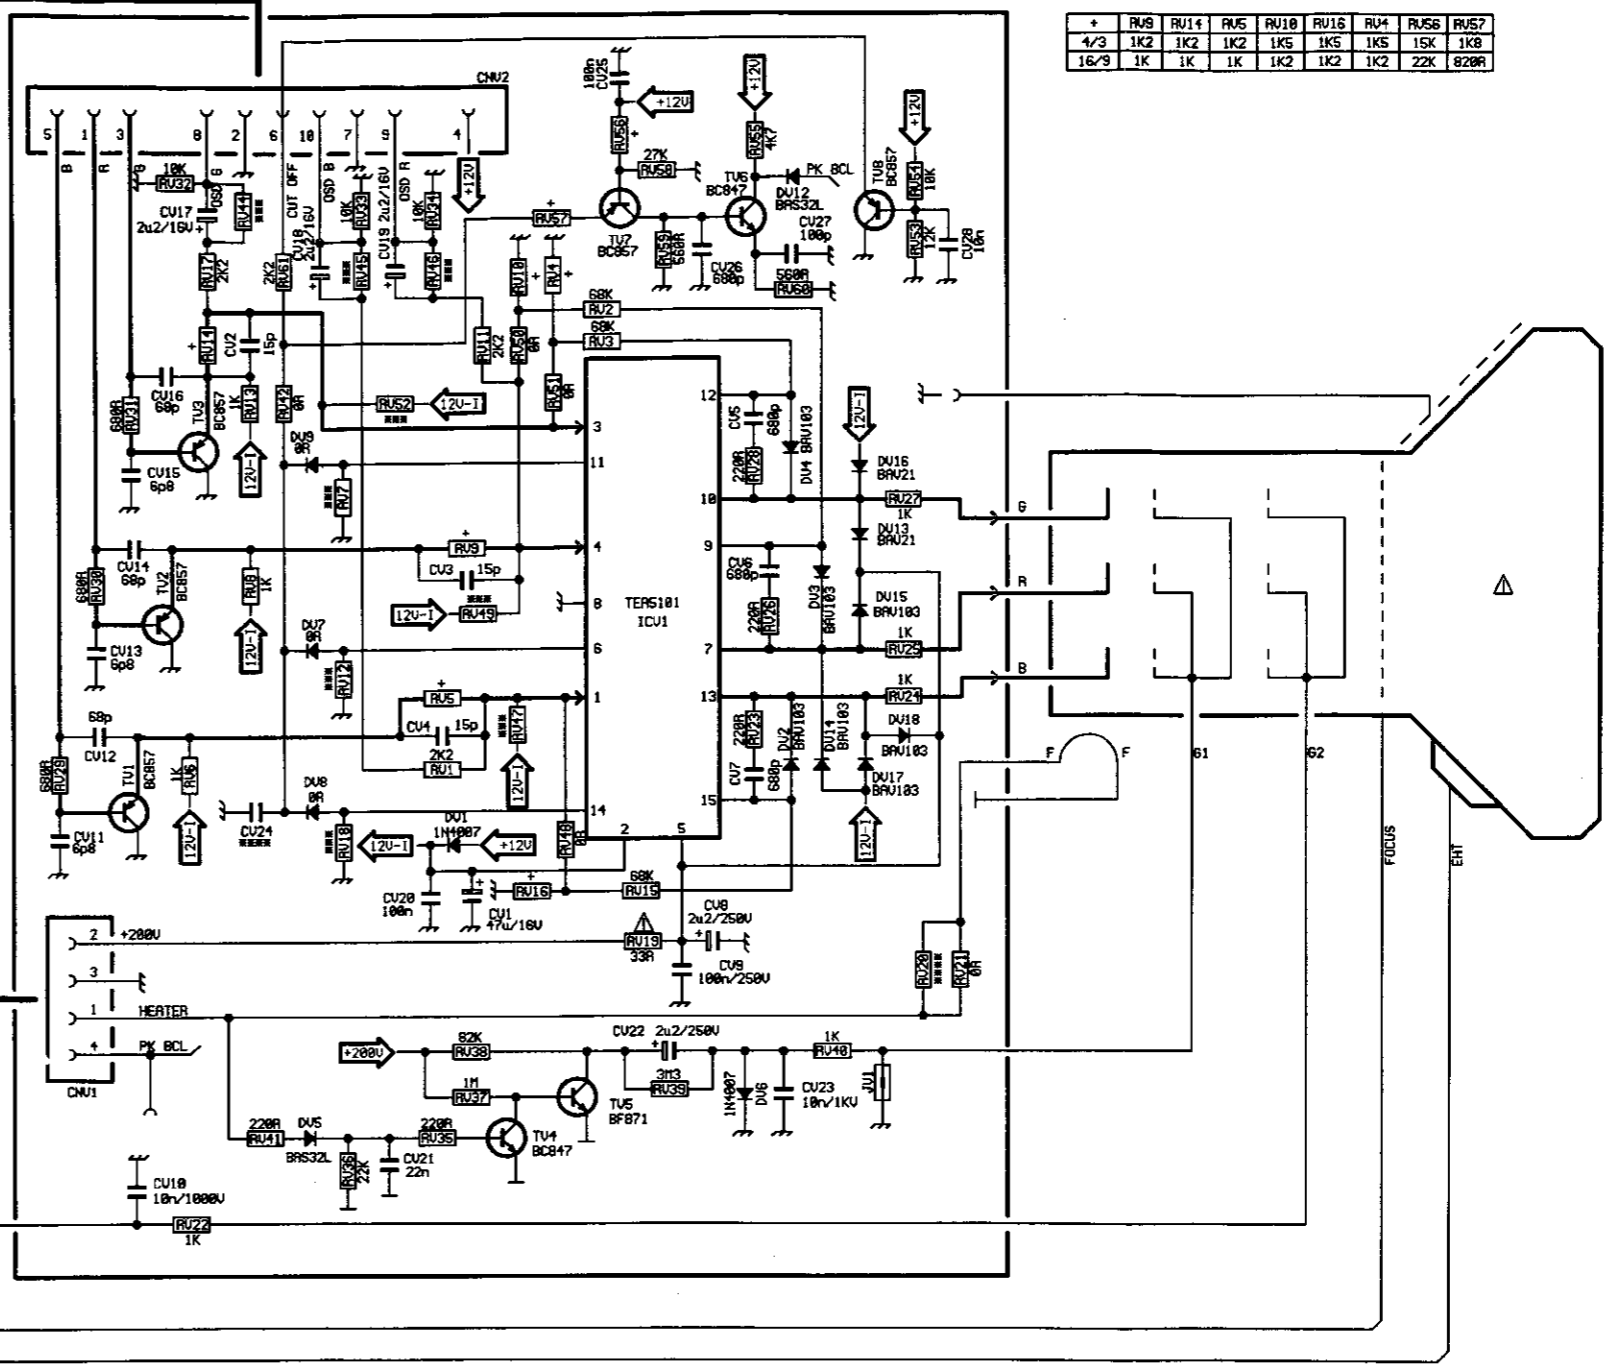 + RV9 RV14 RV5 RV10 RV16 RV4 RV56 RV57
4/3 1K2 1K2 1K2 1K5 1K5 1K5 15K 1K8
16/9 1K 1K 1K 1K2 1K2 1K2 22K 820R
CNV2
5 1 3 8 2 6 10 7 9 4
B
R
G
OSD G
CUT OFF
OSD B
OSD R
+12V
10K
RV32
CV17
2u2/16V +
RV44
***
RV17
2K2
2K2
RV61
CV18
2u2/16V
10K
RV33
CV19 2u2/16V
10K
RV34
RV45
***
RV46
***
100n
CV25
+12V
RV56 +
27K
RV58
+12V
RV55
4K7
TV6
BC847
PK BCL
DV12
BAS32L
CV27
100p
560R
RV60
TV8
BC857
+12V
RV54
10K
RV53
12K
CV28
10n
+
RV57
TV7
BC857
RV59
560R
CV26
680p
RV10 +
RV4 +
68K
RV2
68K
RV3
RV11
2K2
RV50
0R
RV51
0R
+ RV14
CV2
15p
CV16
68p
680R
RV31
TV3
BC857
1K
RV13
12V-I
RV42
0R
RV52
***
12V-I
CV15
6p8
DV9
0R
RV7
***
CV14
68p
680R
RV30
TV2
BC857
RV8
1K
12V-I
CV13
6p8
+
RV9
CV3 15p
12V-I
***
RV49
DV7
0R
RV12
***
+
RV5
CV4 15p
2K2
RV1
RV47
***
12V-I
68p
CV12
680R
RV29
TV1
BC857
1K
RV6
12V-I
CV11
6p8
CV24
****
DV8
0R
RV18
***
12V-I
DV1
1N4007
+12V
CV20
100n
+
CV1
47u/16V
+
RV16
RV48
0R
68K
RV15
3
11
4
8
6
1
14
2
5
12
10
9
7
13
15
TEA5101
ICV1
CV5
680p
220R
RV28
DV4 BAV103
12V-I
DV16
BAV21
RV27
1K
DV13
BAV21
CV6
680p
220R
RV26
DV3
BAV103
DV15
BAV103
1K
RV25
1K
RV24
220R
RV23
DV2
BAV103
DV14
BAV103
DV18
BAV103
CV7
680p
DV17
BAV103
12V-I
G
R
B
F F
G1
G2
FOCUS
EHT
2 +200V
3
1 HEATER
4 PK BCL
CNV1
RV19
33R
CV8
2u2/250V
+
CV9
100n/250V
RV20
****
RV21
0R
+200V
82K
RV38
1M
RV37
CV22 2u2/250V
+
3M3
RV39
TV5
BF871
1N4007
DV6
CV23
10n/1KV
1K
RV40
JV1
220R
RV41
DV5
BAS32L
RV36
22K
CV21
22n
220R
RV35
TV4
BC847
CV10
10n/1000V
RV22
1K